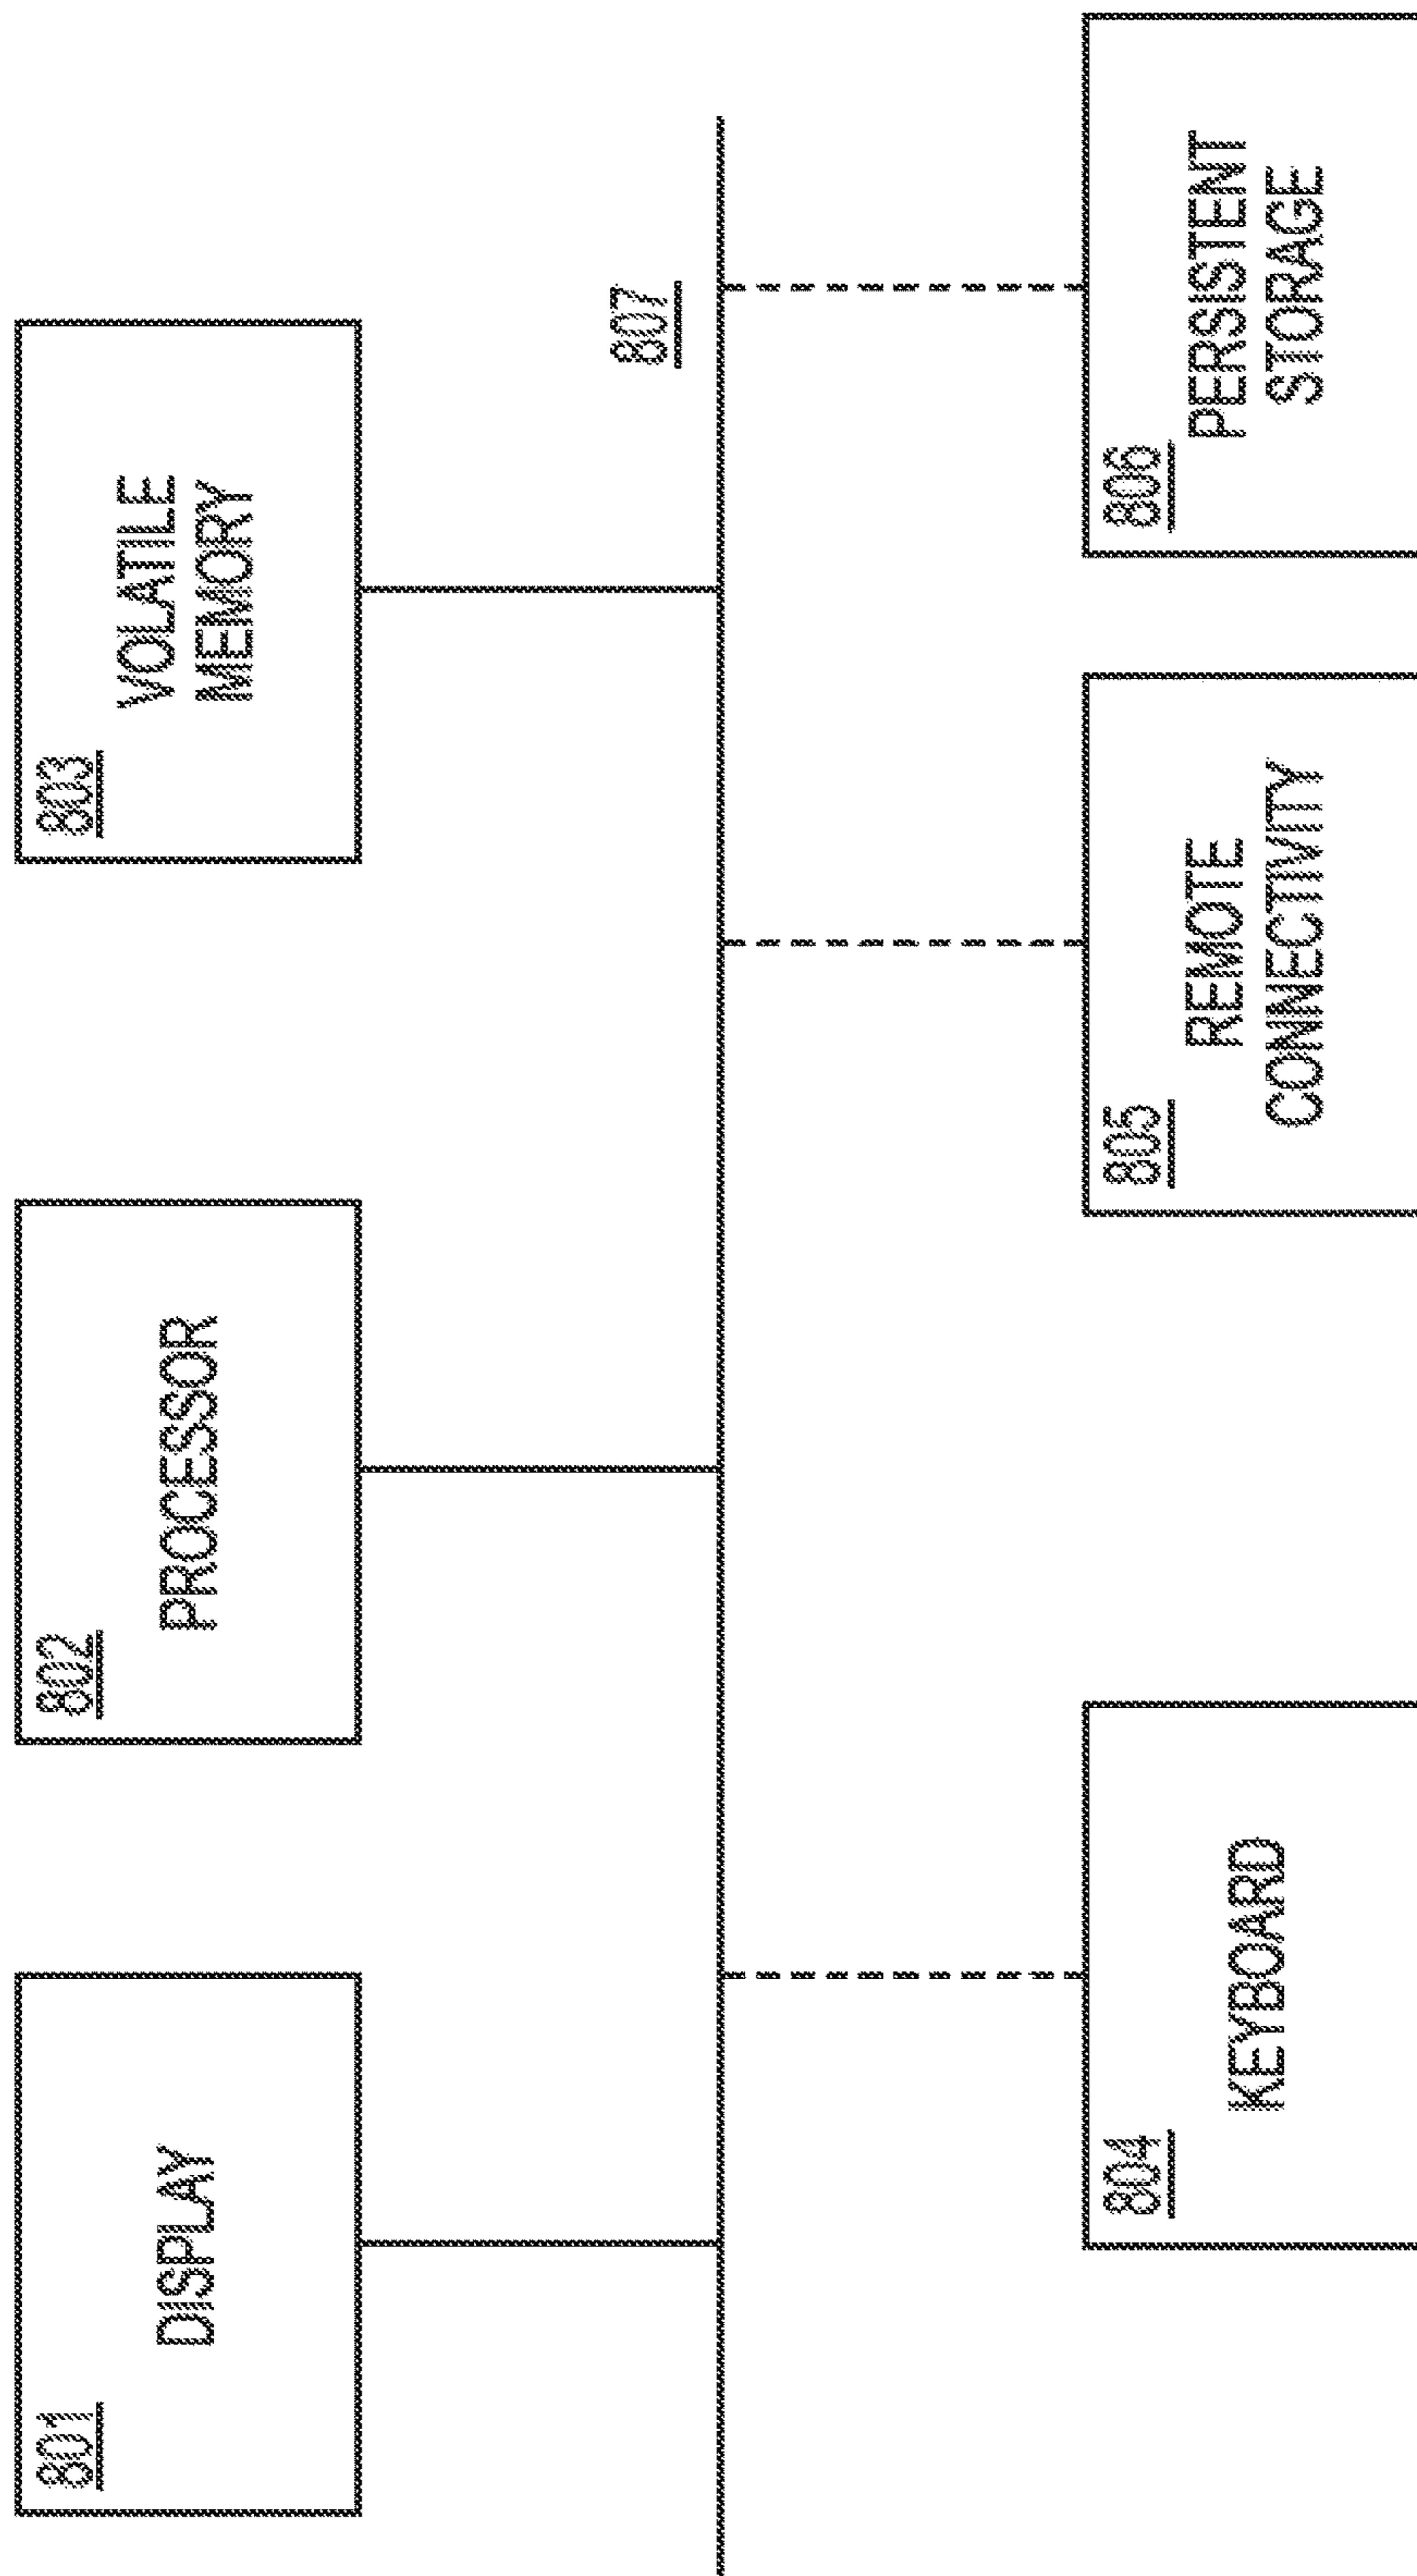 801
DISPLAY
802
PROCESSOR
803
VOLATILE
MEMORY
807
804
KEYBOARD
805
REMOTE
CONNECTIVITY
806
PERSISTENT
STORAGE